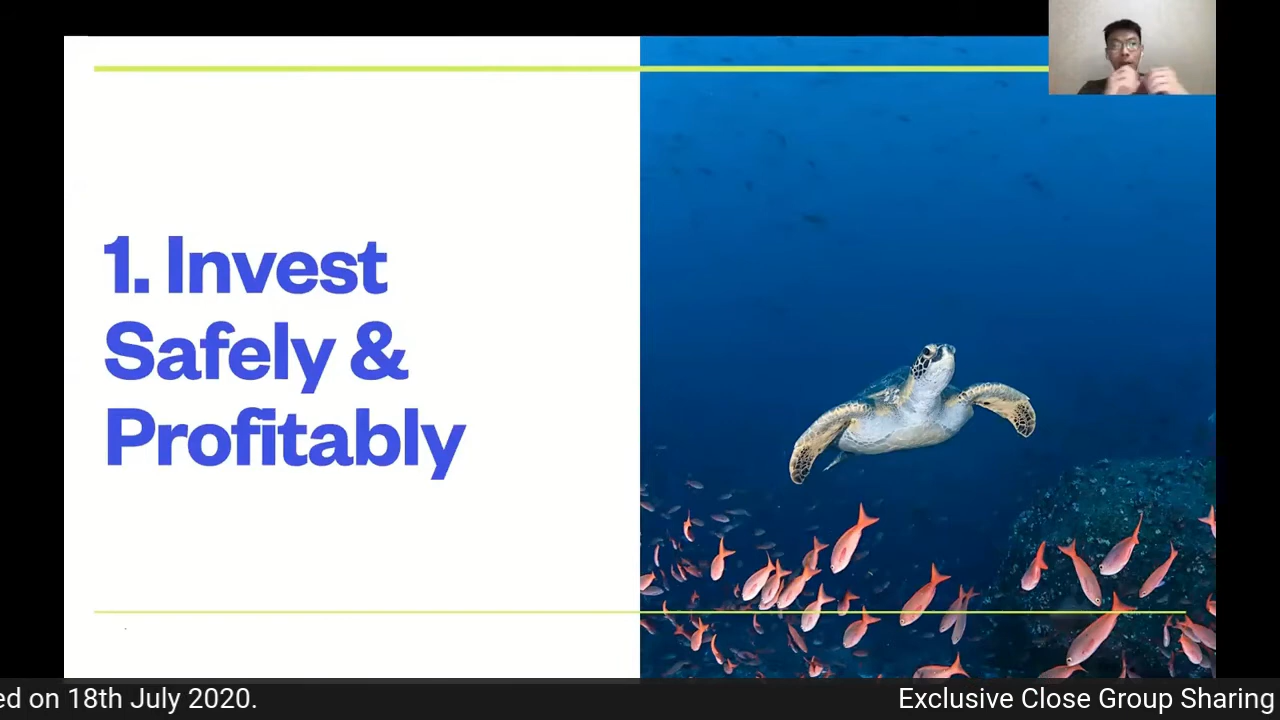 1. Invest
Safely &
Profitably
ed on 18th July 2020.
Exclusive Close Group Sharing